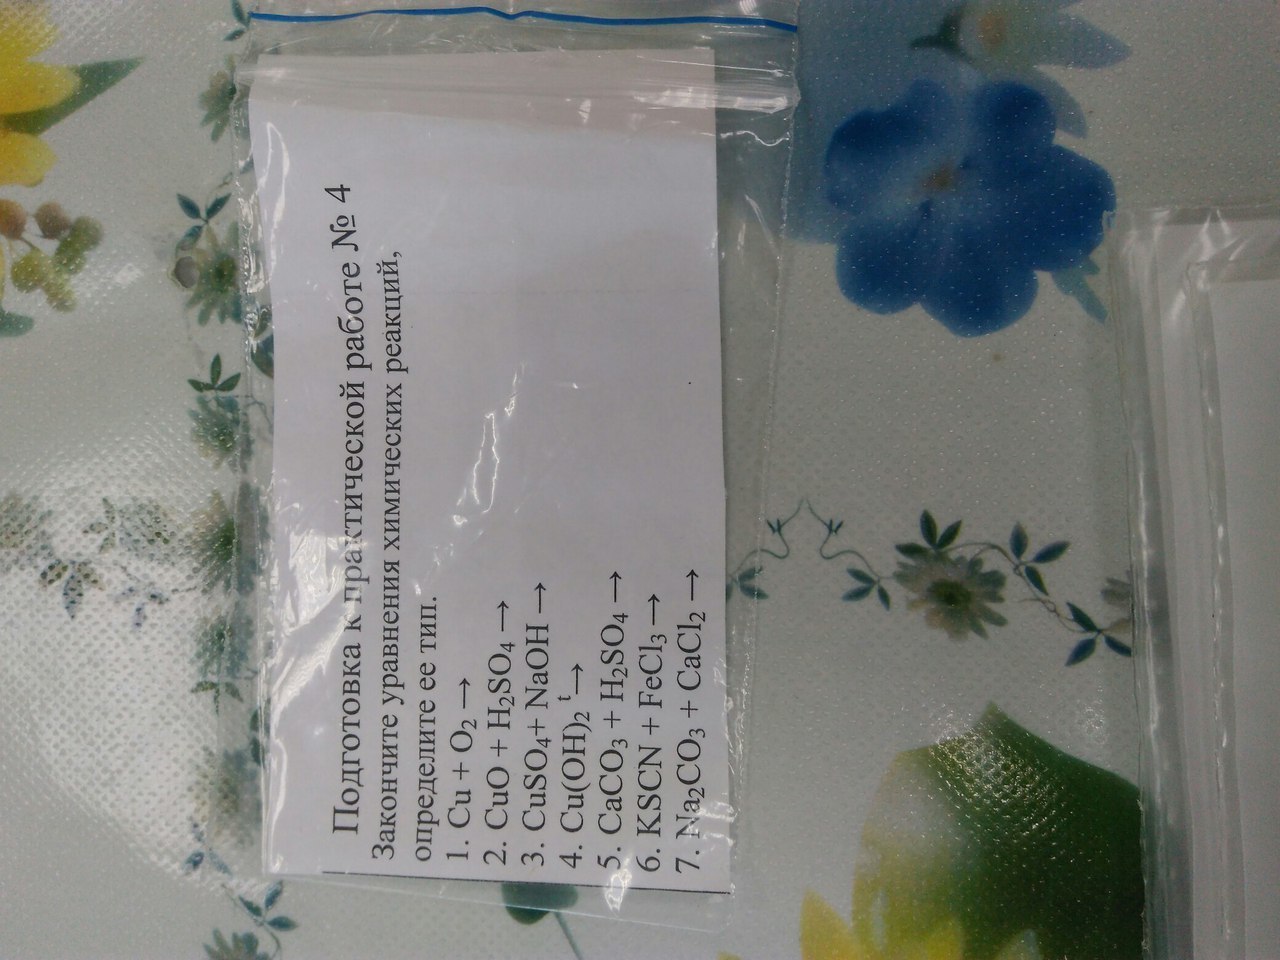 Подготовка к практической работе № 4
Закончите уравнения химических реакций,
определите ее тип.
1. Cu + O₂ →
2. CuO + H₂SO₄ →
3. CuSO₄+ NaOH →
4. Cu(OH)₂ ᵗ→
5. CaCO₃ + H₂SO₄ →
6. KSCN + FeCl₃ →
7. Na₂CO₃ + CaCl₂ →